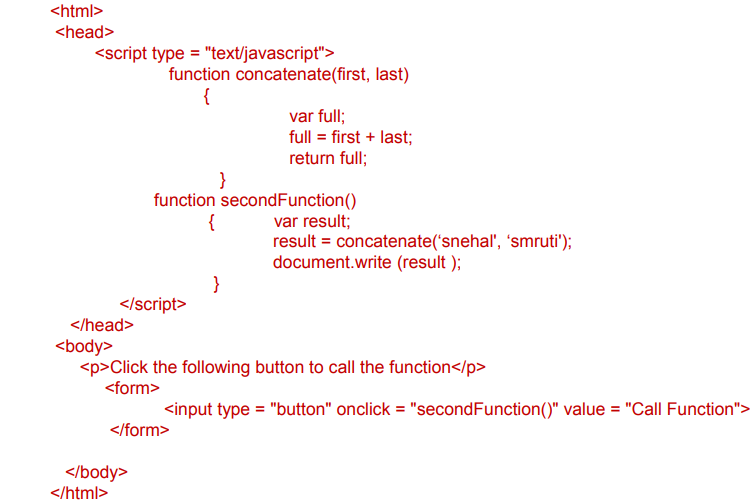 <html>
<head>
<script type = "text/javascript">
function concatenate(first, last)
{
var full;
full = first + last;
return full;
}
function secondFunction()
{ var result;
result = concatenate(‘snehal', ‘smruti');
document.write (result );
}
</script>
</head>
<body>
<p>Click the following button to call the function</p>
<form>
<input type = "button" onclick = "secondFunction()" value = "Call Function">
</form>
</body>
</html>